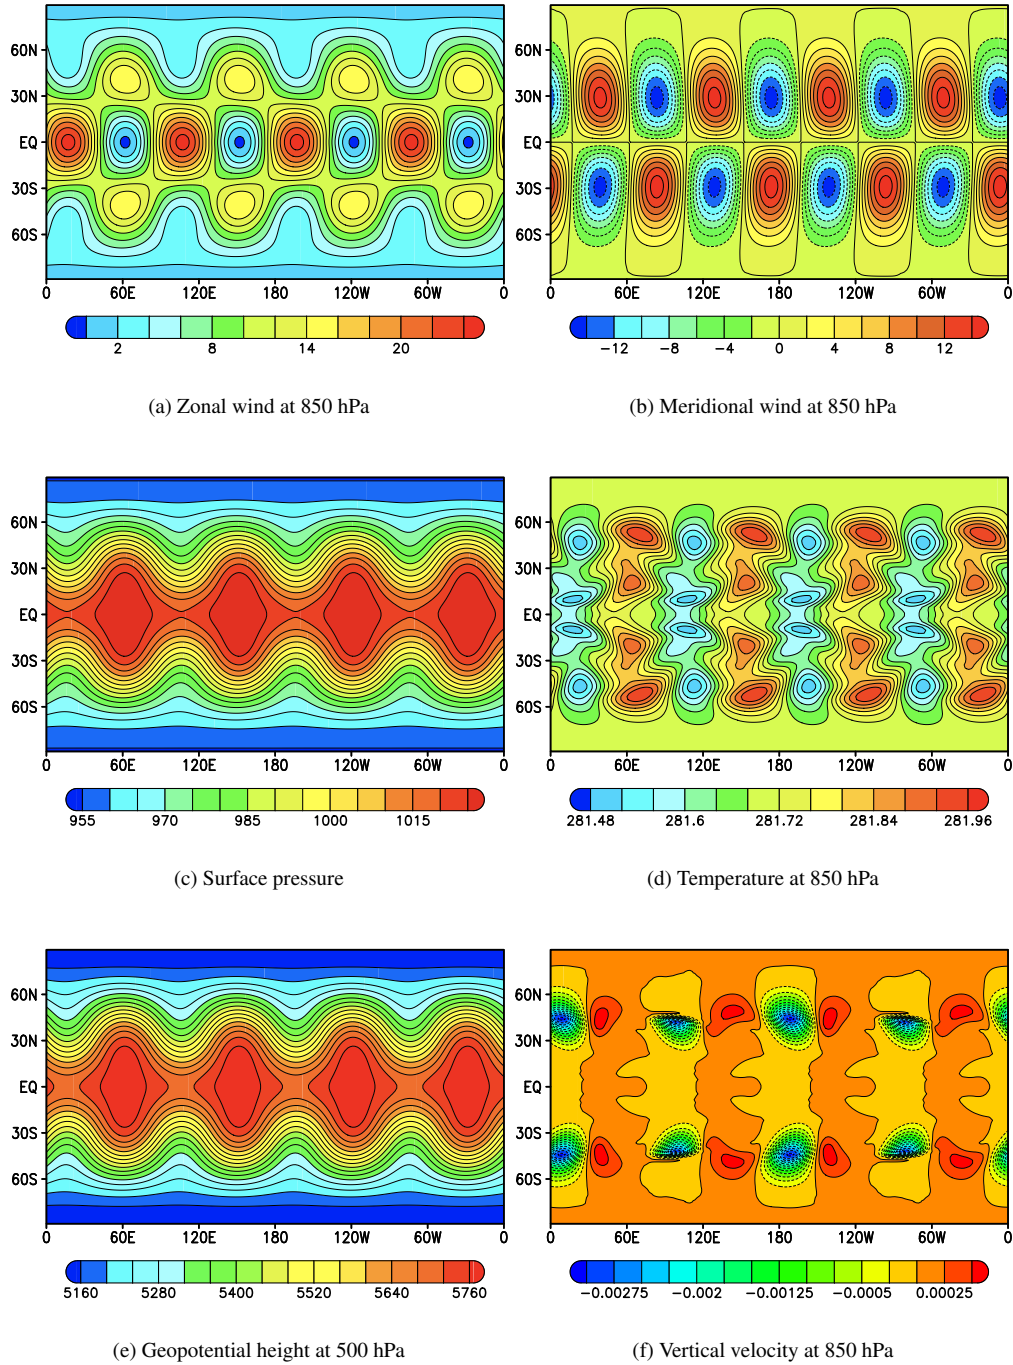 60N 30N EQ 30S 60S
0 60E 120E 180 120W 60W 0
2 8 14 20
(a) Zonal wind at 850 hPa
60N 30N EQ 30S 60S
0 60E 120E 180 120W 60W 0
−12 −8 −4 0 4 8 12
(b) Meridional wind at 850 hPa
60N 30N EQ 30S 60S
0 60E 120E 180 120W 60W 0
955 970 985 1000 1015
(c) Surface pressure
60N 30N EQ 30S 60S
0 60E 120E 180 120W 60W 0
281.48 281.6 281.72 281.84 281.96
(d) Temperature at 850 hPa
60N 30N EQ 30S 60S
0 60E 120E 180 120W 60W 0
5160 5280 5400 5520 5640 5760
(e) Geopotential height at 500 hPa
60N 30N EQ 30S 60S
0 60E 120E 180 120W 60W 0
−0.00275 −0.002 −0.00125 −0.0005 0.00025
(f) Vertical velocity at 850 hPa